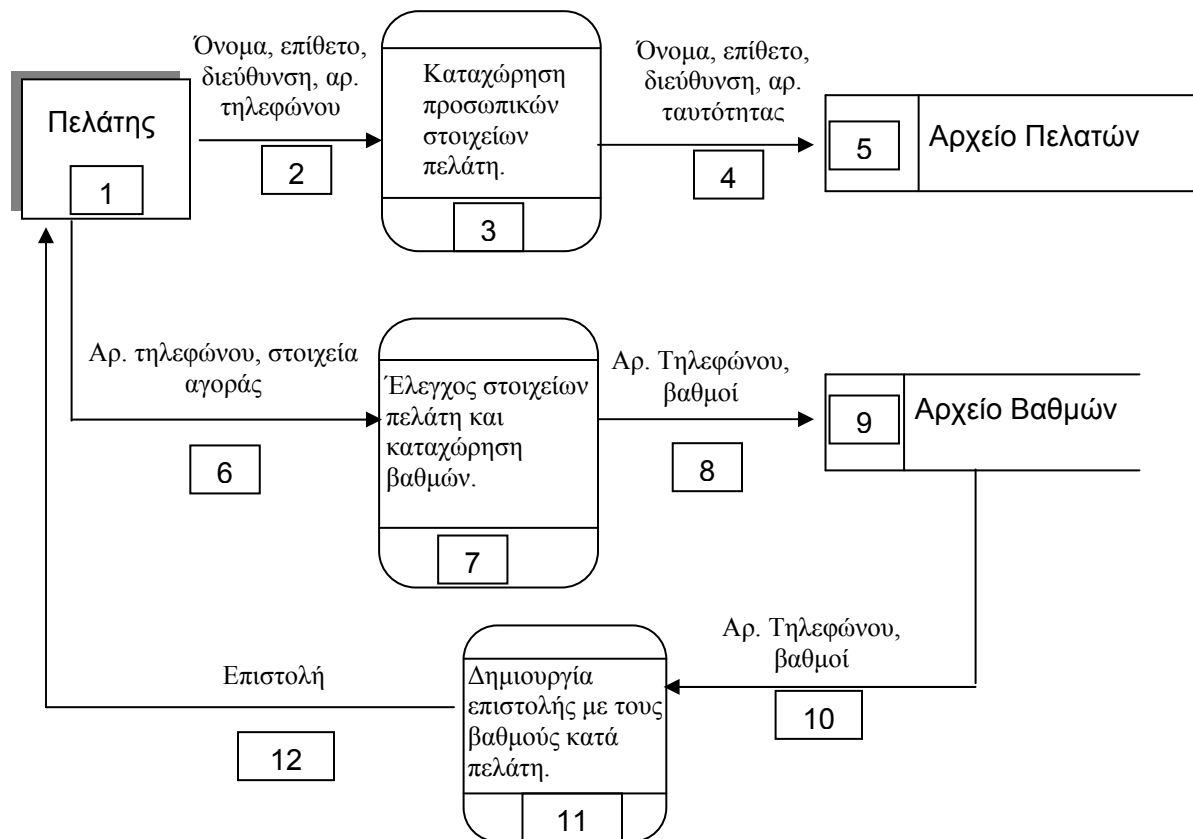 Πελάτης
1
Όνομα, επίθετο,
διεύθυνση, αρ.
τηλεφώνου
2
Καταχώρηση
προσωπικών
στοιχείων
πελάτη.
3
Όνομα, επίθετο,
διεύθυνση, αρ.
ταυτότητας
4
5
Αρχείο Πελατών
Αρ. τηλεφώνου, στοιχεία
αγοράς
6
Έλεγχος στοιχείων
πελάτη και
καταχώρηση
βαθμών.
7
Αρ. Τηλεφώνου,
βαθμοί
8
9
Αρχείο Βαθμών
Αρ. Τηλεφώνου,
βαθμοί
10
Δημιουργία
επιστολής με τους
βαθμούς κατά
πελάτη.
11
Επιστολή
12